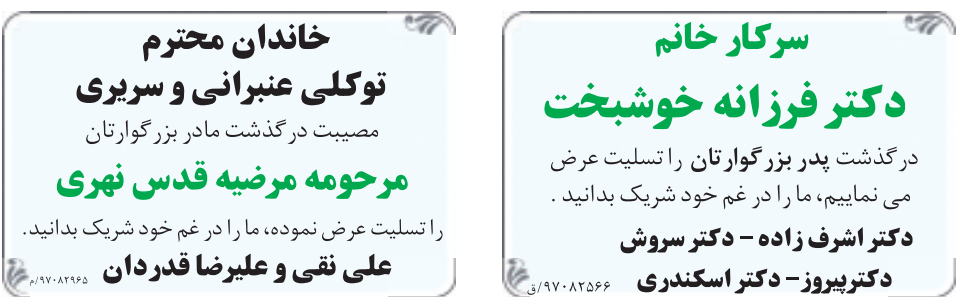 سرکار خانم
دکتر فرزانه خوشبخت
درگذشت پدر بزرگوارتان را تسلیت عرض
می نماییم، ما را در غم خود شریک بدانید .
دکتر اشرف زاده – دکتر سروش
دکترپیروز – دکتر اسکندری
۹۷۰۸۲۵۶۶/ق
خاندان محترم
توکلی عنبرانی و سریری
مصیبت درگذشت مادر بزرگوارتان
مرحومه مرضیه قدس نهری
را تسلیت عرض نموده، ما را در غم خود شریک بدانید.
علی نقی و علیرضا قدردان
۹۷۰۸۲۹۶۵/م